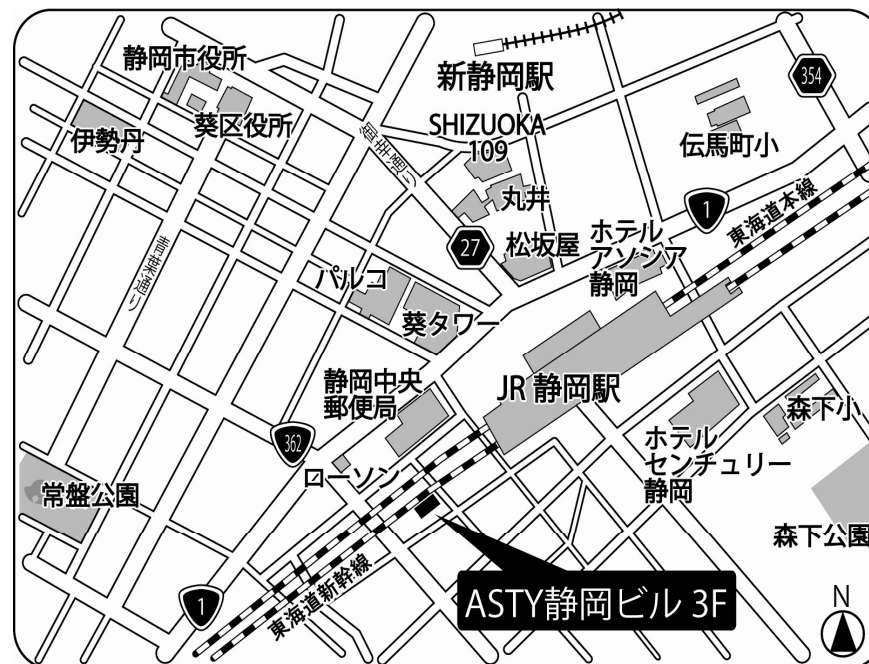 静岡市役所
新静岡駅
354
伊勢丹
葵区役所
御幸通り
SHIZUOKA
109
伝馬町小
丸井
1
東海道本線
青葉通り
27
松坂屋
ホテル
アソシア
静岡
パルコ
葵タワー
静岡中央
郵便局
JR 静岡駅
森下小
362
ローソン
ホテル
センチュリー
静岡
常盤公園
森下公園
東海道新幹線
1
ASTY静岡ビル 3F
N